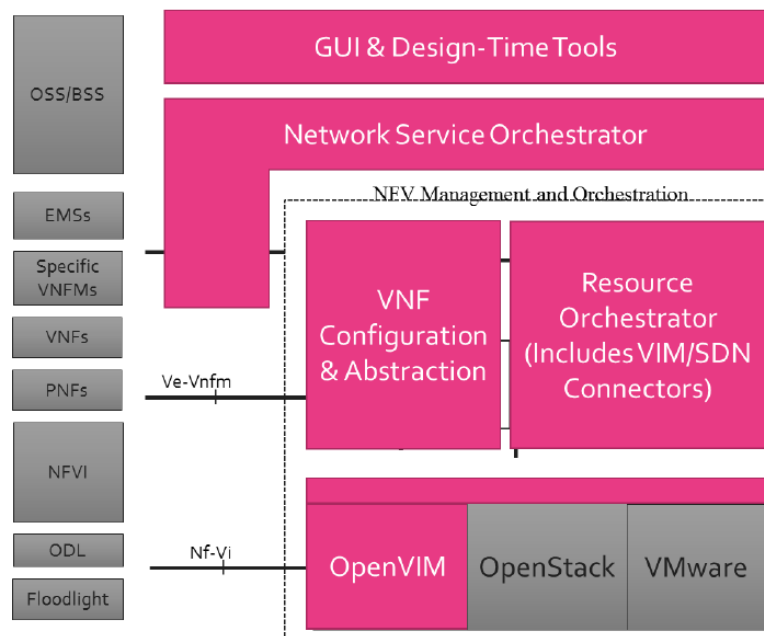 GUI & Design-Time Tools
OSS/BSS
Network Service Orchestrator
NFV Management and Orchestration
EMSs
Specific
VNFMs
VNF
Configuration
& Abstraction
Resource
Orchestrator
(Includes VIM/SDN
Connectors)
VNFs
PNFs
Ve-Vnfm
NFVI
ODL
Nf-Vi
OpenVIM
OpenStack
VMware
Floodlight